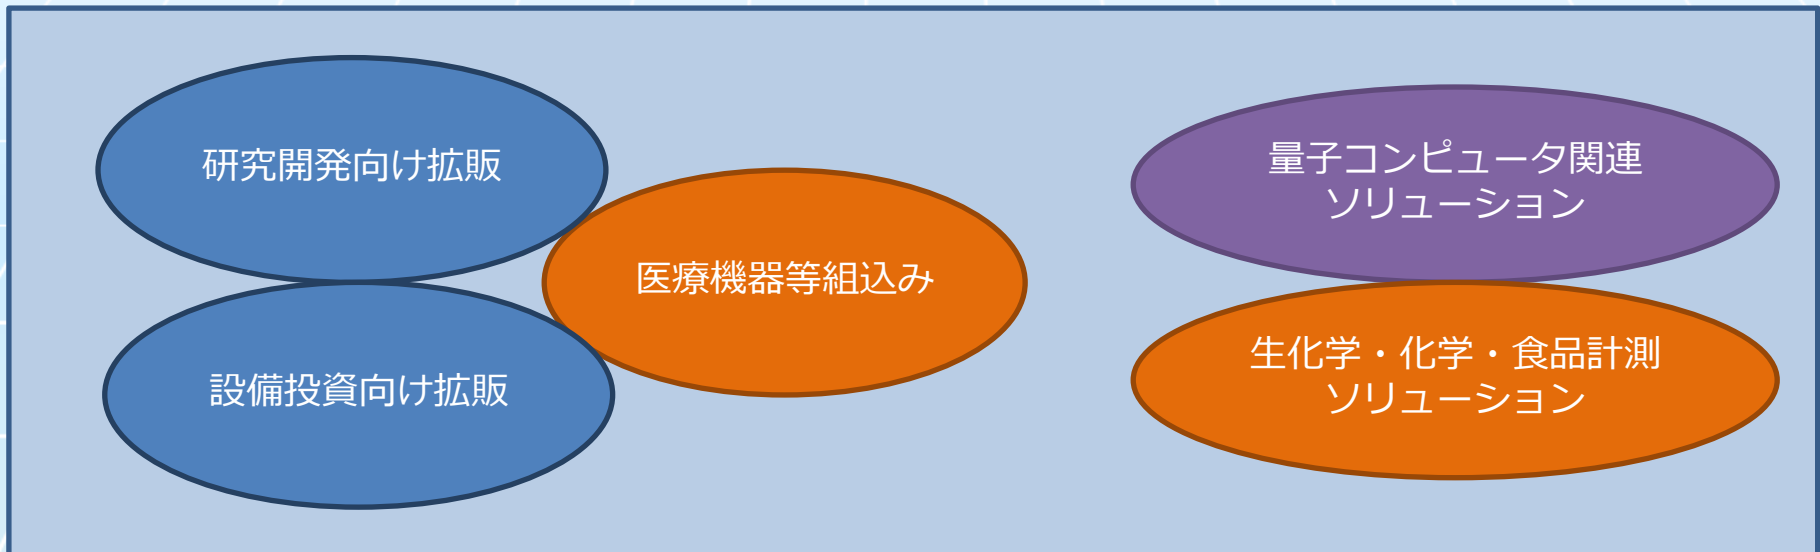 研究開発向け拡販
設備投資向け拡販
医療機器等組込み
量子コンピュータ関連
ソリューション
生化学・化学・食品計測
ソリューション